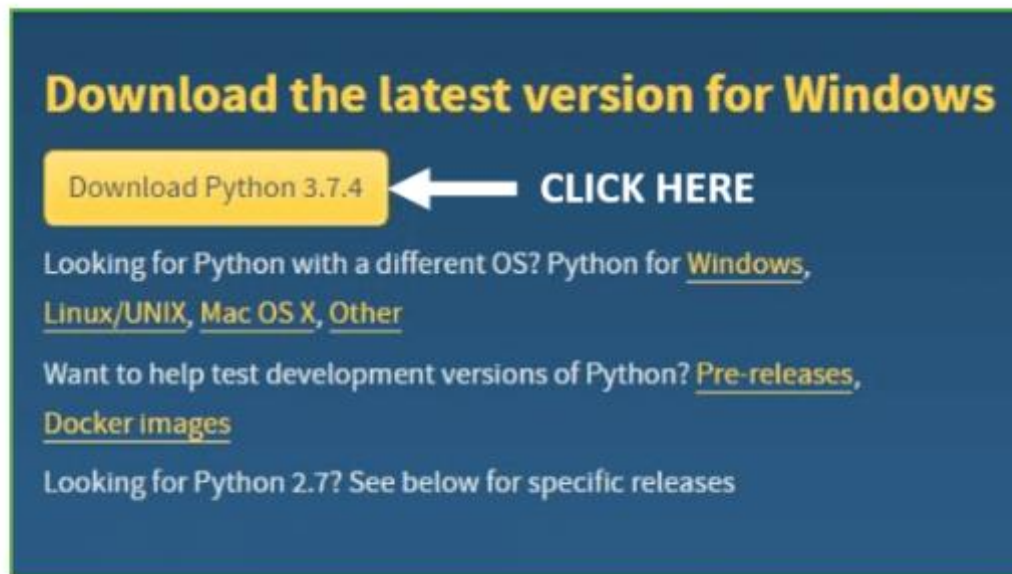 Download the latest version for Windows
Download Python 3.7.4
CLICK HERE
Looking for Python with a different OS? Python for Windows,
Linux/UNIX, Mac OS X, Other
Want to help test development versions of Python? Pre-releases,
Docker images
Looking for Python 2.7? See below for specific releases